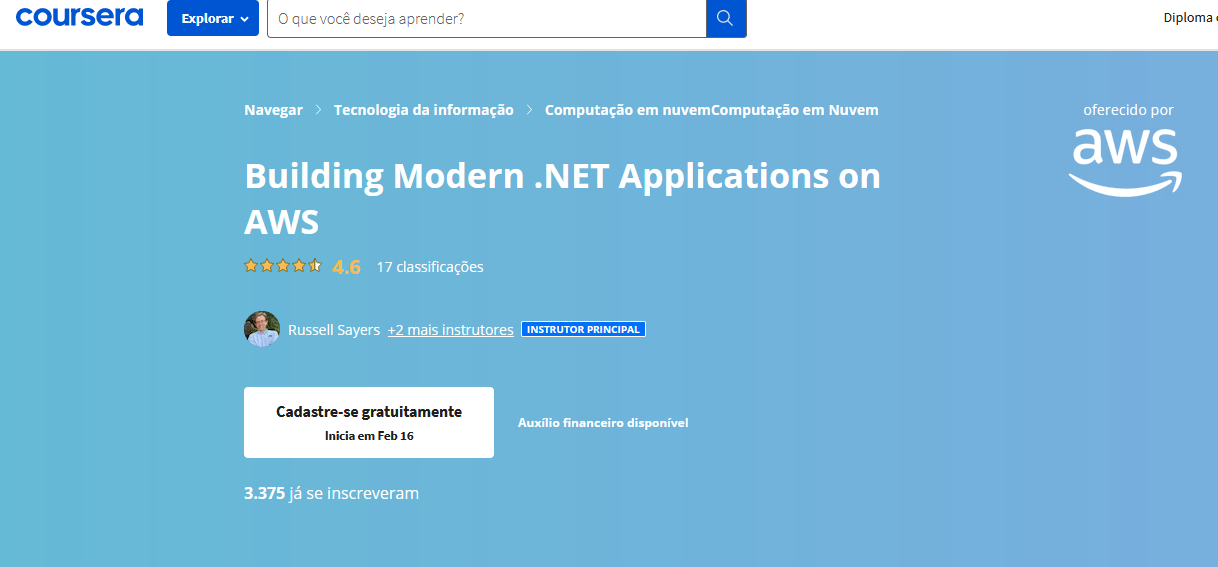 coursera
Explorar
O que você deseja aprender?
Diploma
Navegar > Tecnologia da informação > Computação em nuvemComputação em Nuvem
oferecido por
aws
Building Modern .NET Applications on
AWS
4.6 17 classificações
Russell Sayers +2 mais instrutores INSTRUTOR PRINCIPAL
Cadastre-se gratuitamente
Inicia em Feb 16
Auxílio financeiro disponível
3.375 já se inscreveram